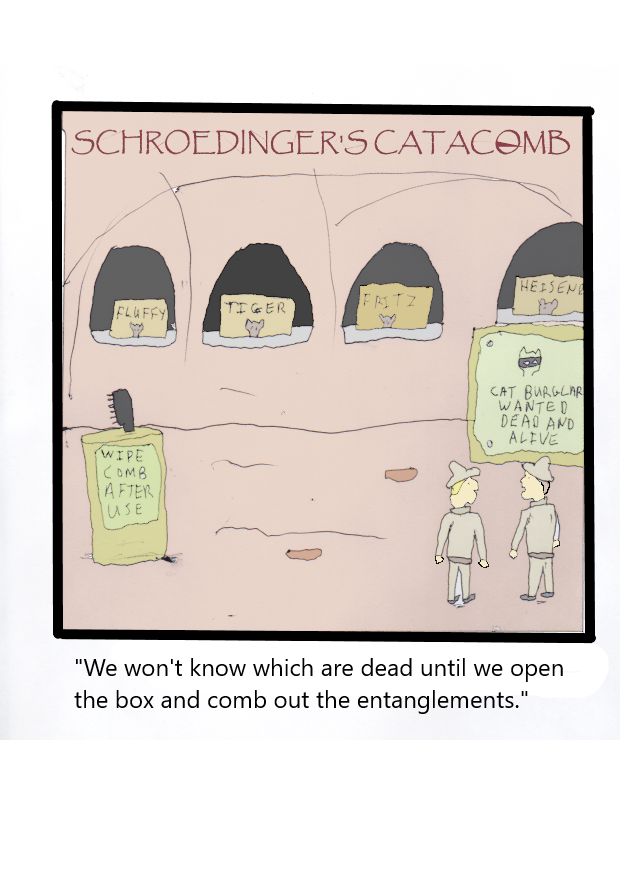 SCHROEDINGER'S CATACOMB
FLUFFY
TIGER
FRITZ
HEISENB
CAT BURGLAR
WANTED
DEAD AND
ALIVE
WIPE
COMB
AFTER
USE
"We won't know which are dead until we open
the box and comb out the entanglements."